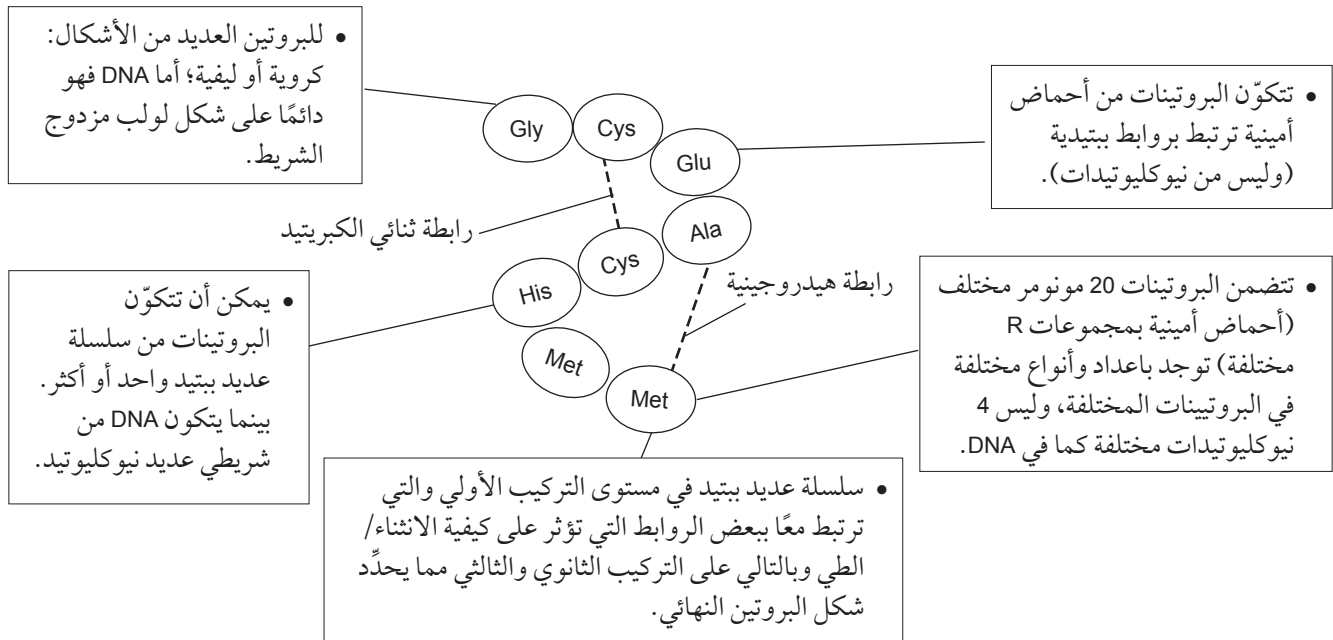 • للبروتين العديد من الأشكال:
كروية أو ليفية؛ أما DNA فهو
دائمًا على شكل لولب مزدوج
الشريط.
• تتكوّن البروتينات من أحماض
أمينية ترتبط بروابط ببتيدية
(وليس من نيوكليوتيدات).
Gly
Cys
Glu
Ala
رابطة ثنائي الكبريتيد
Cys
His
رابطة هيدروجينية
Met
Met
• يمكن أن تتكوّن
البروتينات من سلسلة
عديد ببتيد واحد أو أكثر.
بينما يتكون DNA من
شريطي عديد نيوكليوتيد.
• تتضمن البروتينات 20 مونومر مختلف
(أحماض أمينية بمجموعات R
مختلفة) توجد باعداد وأنواع مختلفة
في البروتيينات المختلفة، وليس 4
نيوكليوتيدات مختلفة كما في DNA.
• سلسلة عديد ببتيد في مستوى التركيب الأولي والتي
ترتبط معًا ببعض الروابط التي تؤثر على كيفية الانثناء/
الطي وبالتالي على التركيب الثانوي والثالثي مما يحدِّد
شكل البروتين النهائي.